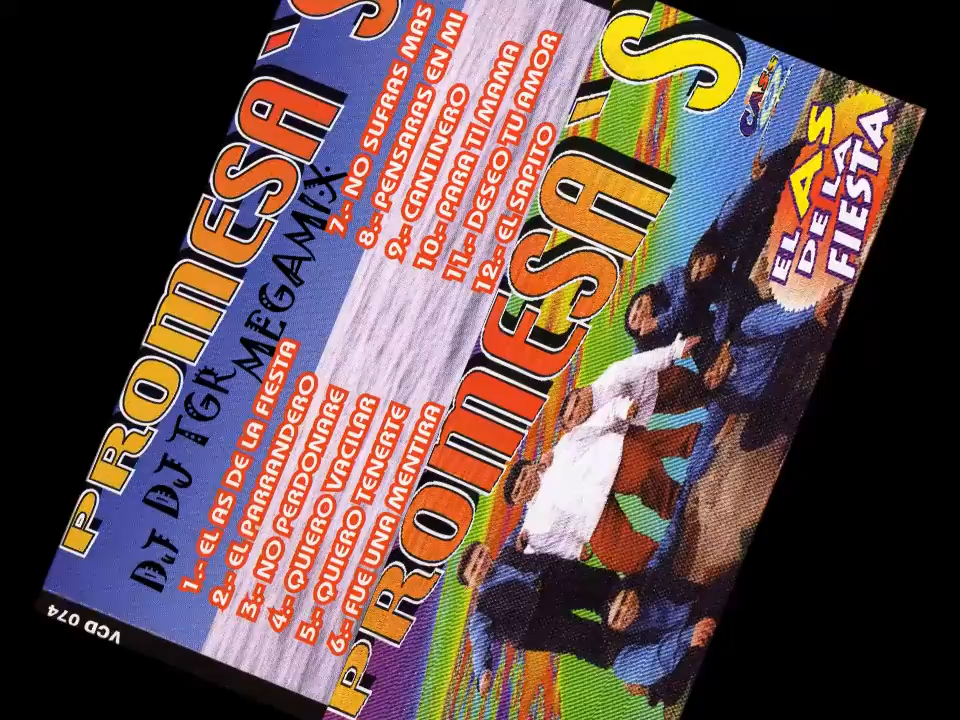 PROMESA'S
DJ DJ TGR MEGAMIX.
1.- EL AS DE LA FIESTA
2.- EL PARRANDERO
3.- NO PERDONARE
4.- QUIERO VACILAR
5.- QUIERO TENERTE
6.- FUE UNA MENTIRA
7.- NO SUFRAS MAS
8.- PENSARAS EN MI
9.- CANTINERO
10.- PARA TI MAMA
11.- DESEO TU AMOR
12.- EL SAPITO
VCD 074
PROMESA'S
EL AS
DE LA
FIESTA